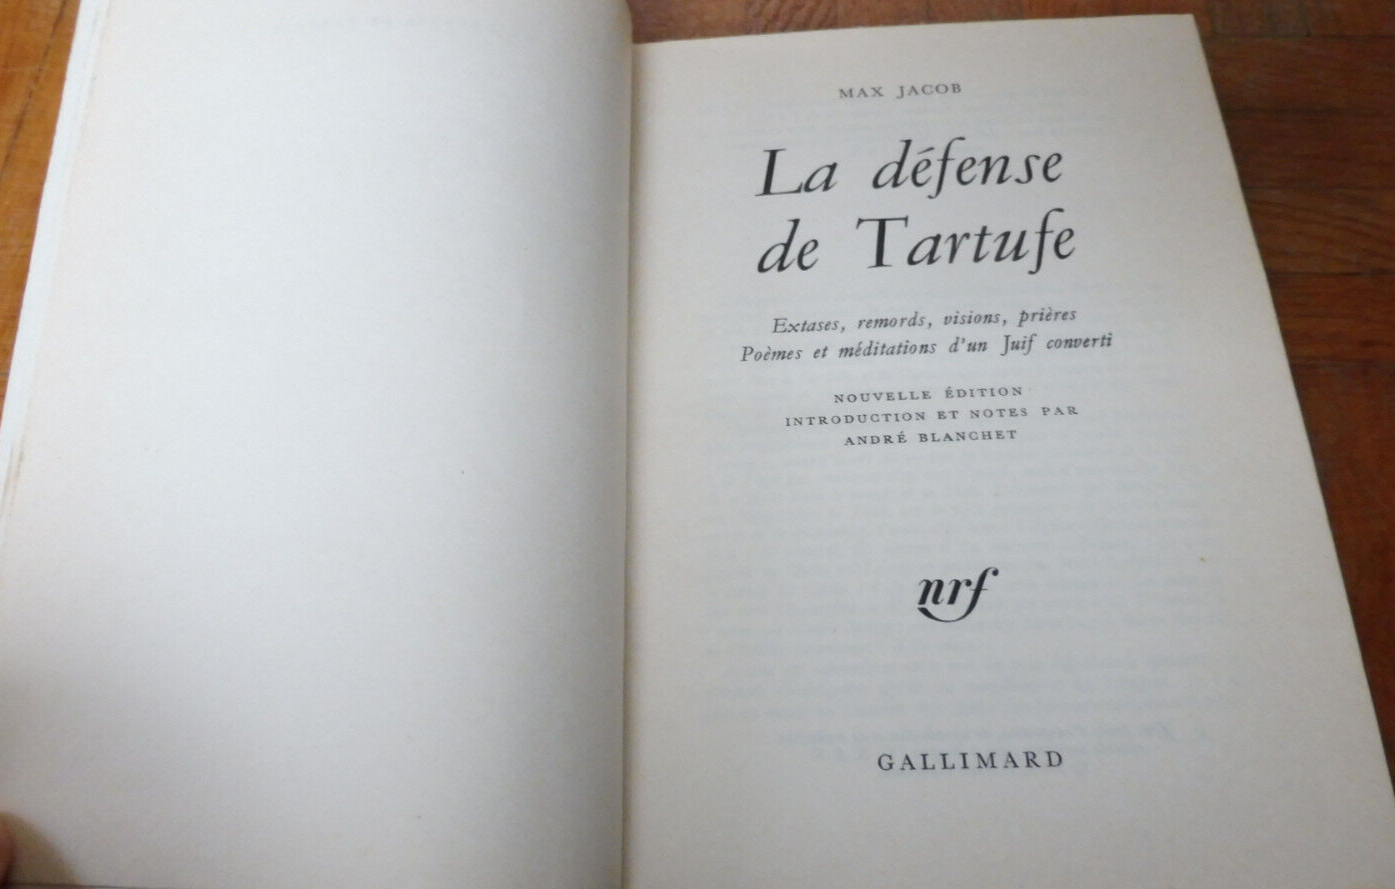 MAX JACOB
La défense
de Tartufe
Extases, remords, visions, prières
Poèmes et méditations d'un Juif converti
NOUVELLE ÉDITION
INTRODUCTION ET NOTES PAR
ANDRÉ BLANCHET
nrf
GALLIMARD